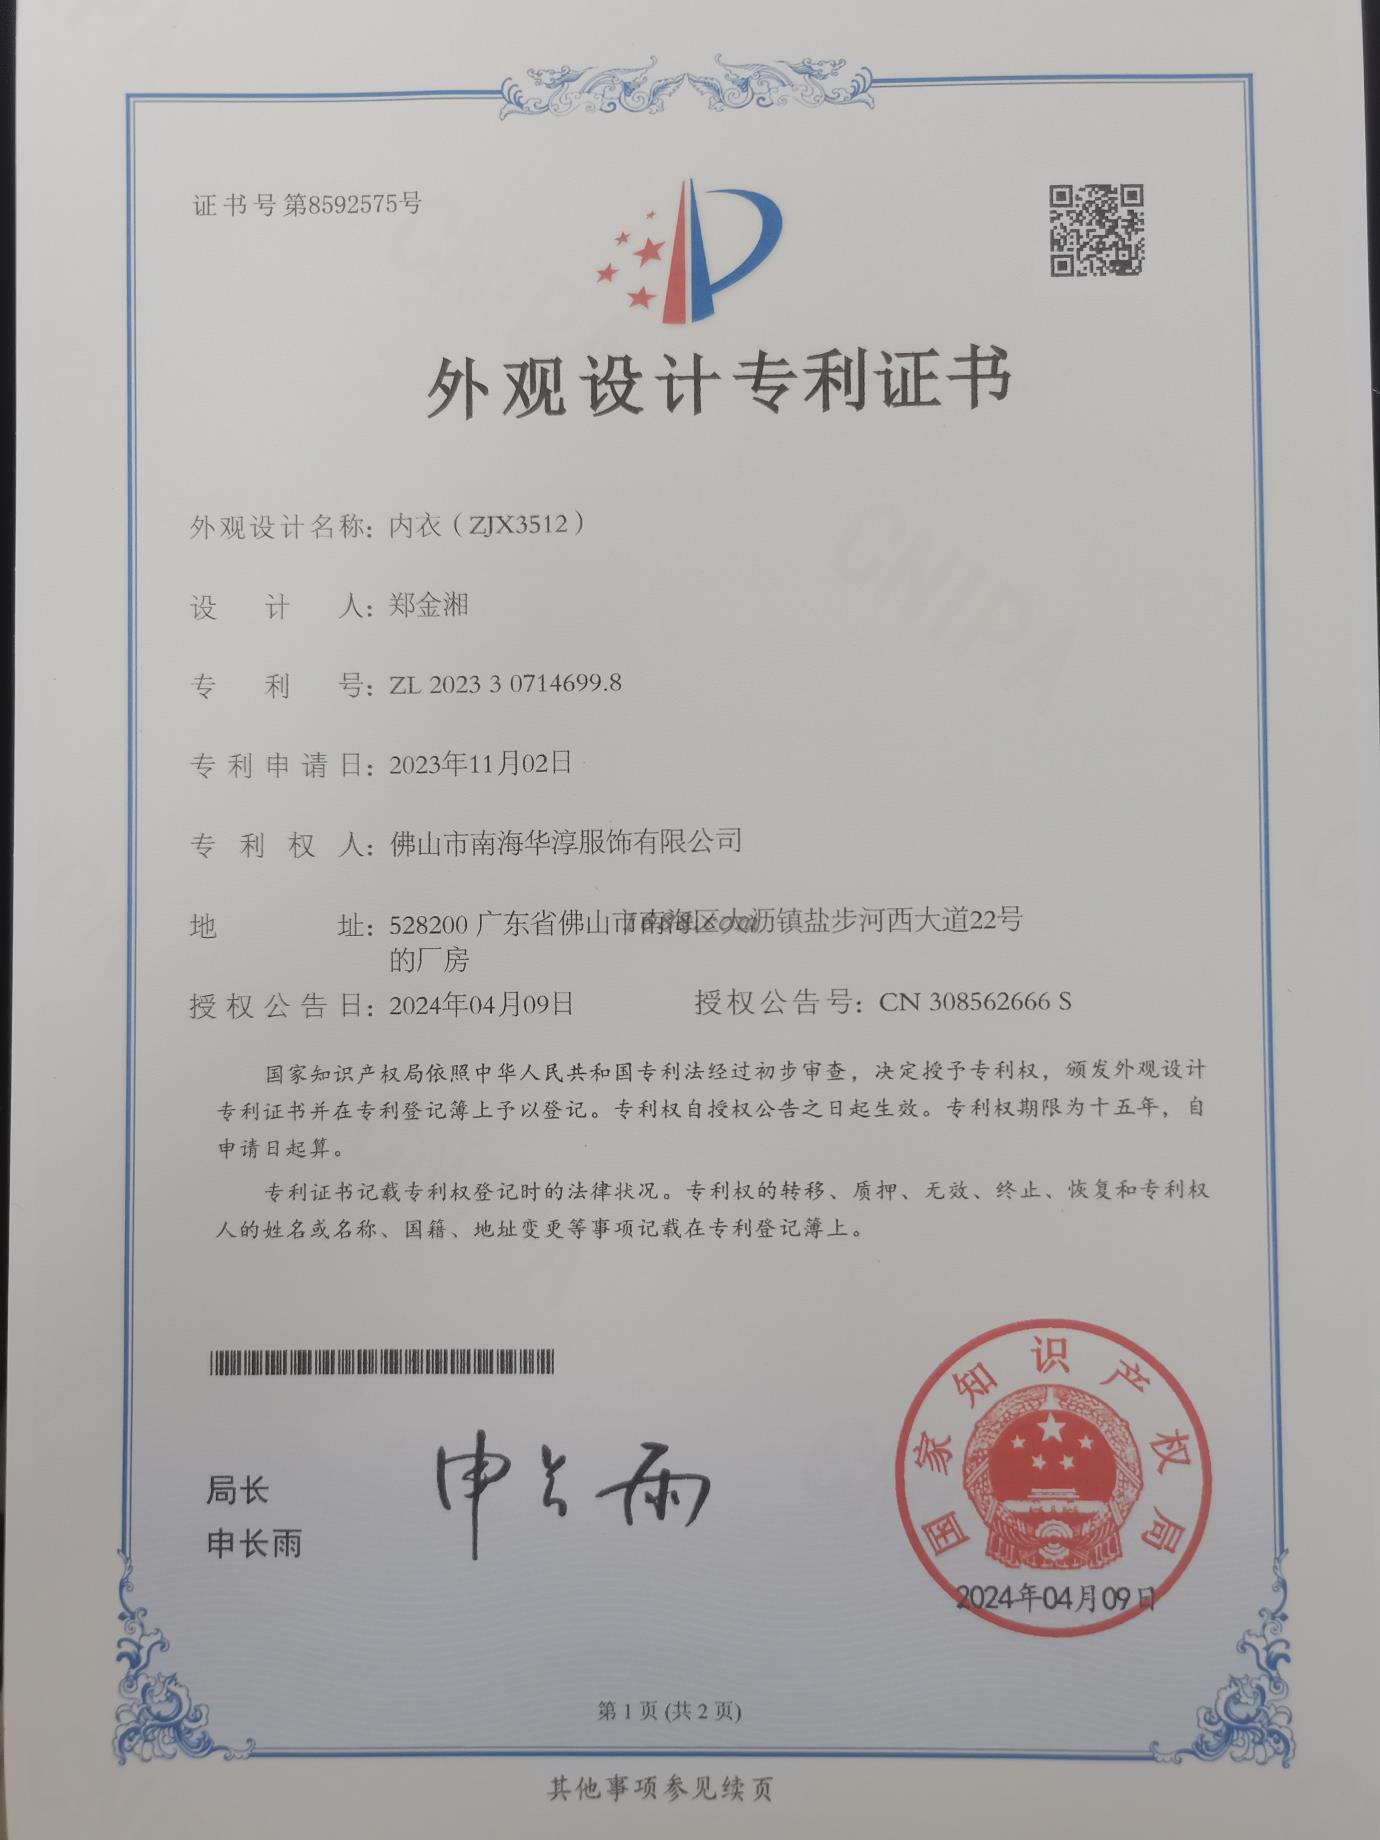 证书号第8592575号
外观设计专利证书
外观设计名称：内衣（ZJX3512）
设计人：郑金湘
专利号：ZL 2023 3 0714699.8
专利申请日：2023年11月02日
专利权人：佛山市南海华淳服饰有限公司
地址：528200 广东省佛山市南海区大沥镇盐步河西大道22号
的厂房
1688.com
授权公告日：2024年04月09日 授权公告号：CN 308562666 S
国家知识产权局依照中华人民共和国专利法经过初步审查，决定授予专利权，颁发外观设计
专利证书并在专利登记簿上予以登记。专利权自授权公告之日起生效。专利权期限为十五年，自
申请日起算。
专利证书记载专利权登记时的法律状况。专利权的转移、质押、无效、终止、恢复和专利权
人的姓名或名称、国籍、地址变更等事项记载在专利登记簿上。
局长
申长雨
申长雨
国家知识产权局
2024年04月09日
第 1 页 (共 2 页)
其他事项参见续页